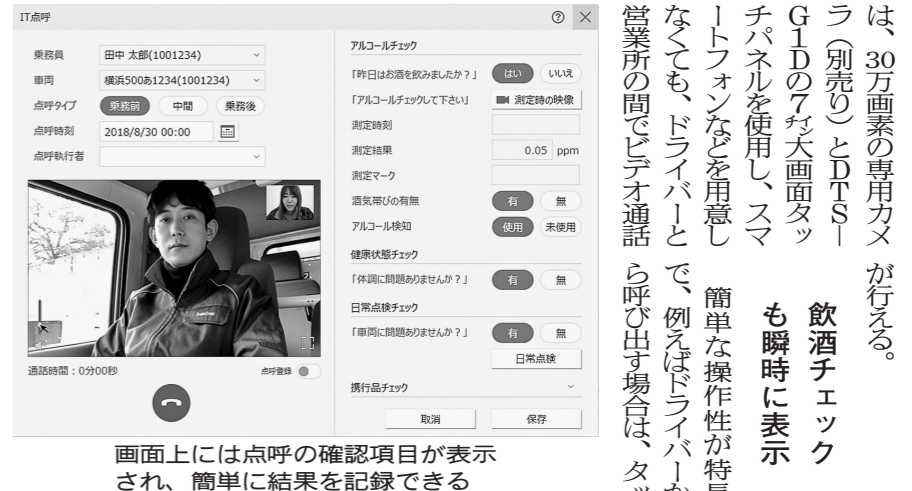 IT点呼
乗務員 田中 太郎(1001234)
車両 横浜500あ1234(1001234)
点呼タイプ 乗務前 中間 乗務後
点呼時刻 2018/8/30 00:00
点呼執行者
通話時間：0分00秒 点呼登録
アルコールチェック
「昨日はお酒を飲みましたか？」 はい いいえ
「アルコールチェックして下さい」 測定時の映像
測定時刻
測定結果 0.05 ppm
測定マーク
酒気帯びの有無 有 無
アルコール検知 使用 未使用
健康状態チェック
「体調に問題ありませんか？」 有 無
日常点検チェック
「車両に問題ありませんか？」 有 無
日常点検
携行品チェック
取消 保存
画面上には点呼の確認項目が表示
され、簡単に結果を記録できる
は、30万画素の専用カメ
ラ（別売り）とＤＴＳ―
Ｇ１Ｄの７㌅大画面タッ
チパネルを使用し、スマ
ートフォンなどを用意し
なくても、ドライバーと
営業所の間でビデオ通話
が行える。
飲酒チェック
も瞬時に表示
簡単な操作性が特長
で、例えばドライバーか
ら呼び出す場合は、タッ